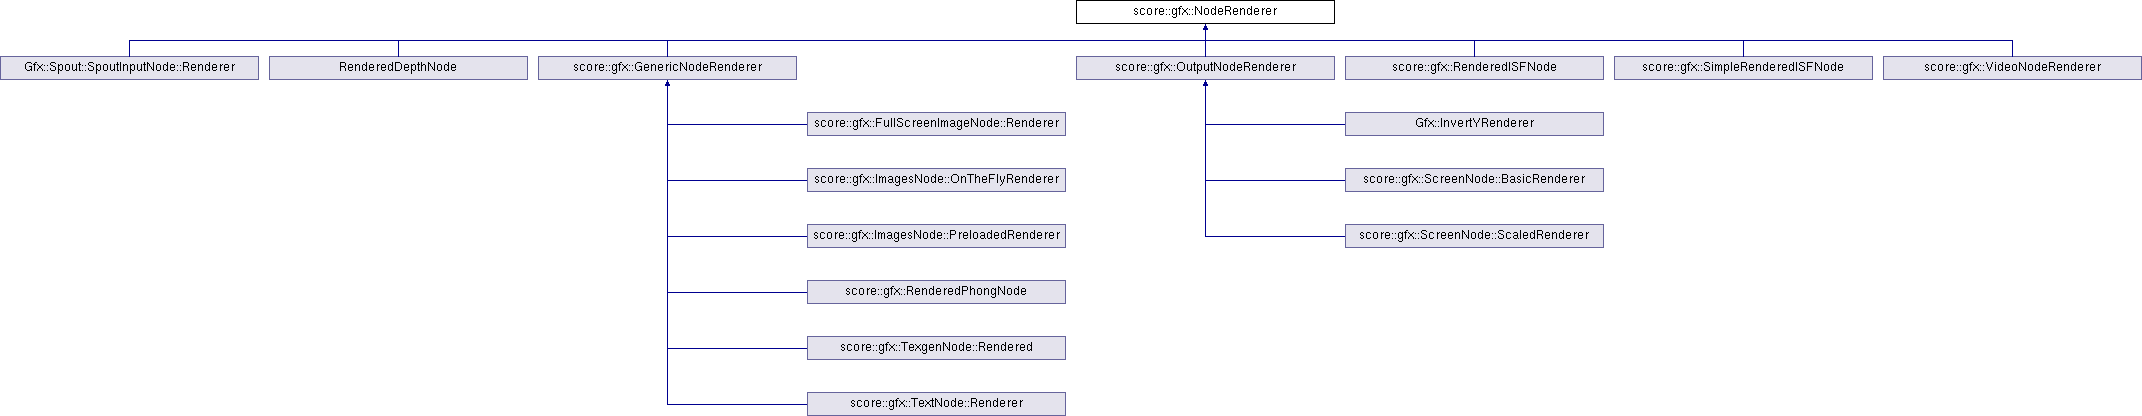 score::gfx::NodeRenderer
Gfx::Spout::SpoutInputNode::Renderer
RenderedDepthNode
score::gfx::GenericNodeRenderer
score::gfx::OutputNodeRenderer
score::gfx::RenderedISFNode
score::gfx::SimpleRenderedISFNode
score::gfx::VideoNodeRenderer
score::gfx::FullScreenImageNode::Renderer
Gfx::InvertYRenderer
score::gfx::ImagesNode::OnTheFlyRenderer
score::gfx::ScreenNode::BasicRenderer
score::gfx::ImagesNode::PreloadedRenderer
score::gfx::ScreenNode::ScaledRenderer
score::gfx::RenderedPhongNode
score::gfx::TexgenNode::Rendered
score::gfx::TextNode::Renderer